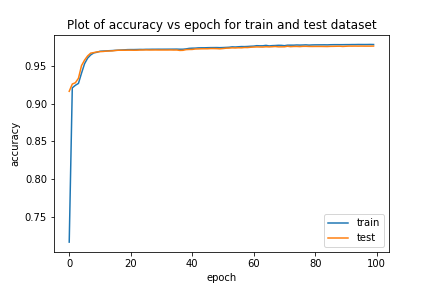 Plot of accuracy vs epoch for train and test dataset
0.95
0.90
0.85
0.80
0.75
accuracy
0 20 40 60 80 100
epoch
train
test